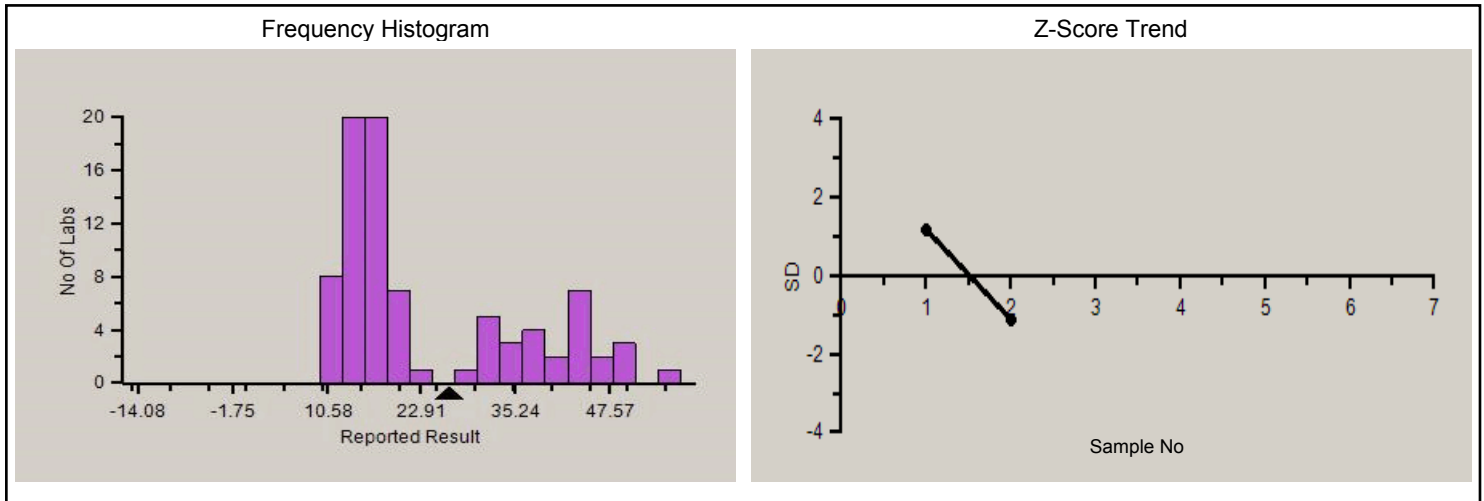 Frequency Histogram
20
16
12
8
4
0
No Of Labs
-14.08 -1.75 10.58 22.91 35.24 47.57
Reported Result
Z-Score Trend
4
2
0
-2
-4
SD
0 1 2 3 4 5 6 7
Sample No